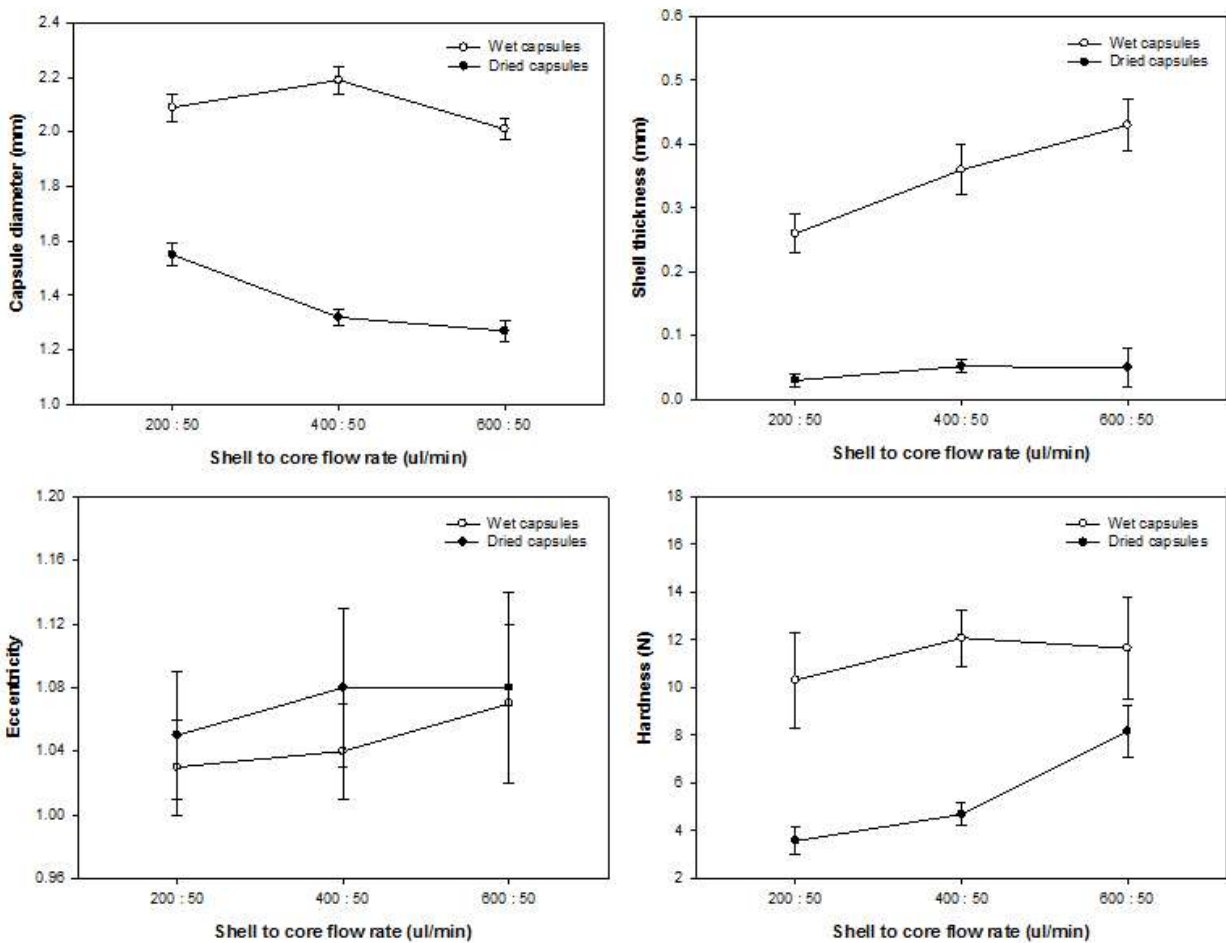 2.4
2.2
2.0
1.8
1.6
1.4
1.2
1.0
Capsule diameter (mm)
Wet capsules
Dried capsules
200 : 50
400 : 50
600 : 50
Shell to core flow rate (ul/min)
0.6
0.5
0.4
0.3
0.2
0.1
0.0
Shell thickness (mm)
Wet capsules
Dried capsules
200 : 50
400 : 50
600 : 50
Shell to core flow rate (ul/min)
1.20
1.16
1.12
1.08
1.04
1.00
0.96
Eccentricity
Wet capsules
Dried capsules
200 : 50
400 : 50
600 : 50
Shell to core flow rate (ul/min)
18
16
14
12
10
8
6
4
2
Hardness (N)
Wet capsules
Dried capsules
200 : 50
400 : 50
600 : 50
Shell to core flow rate (ul/min)